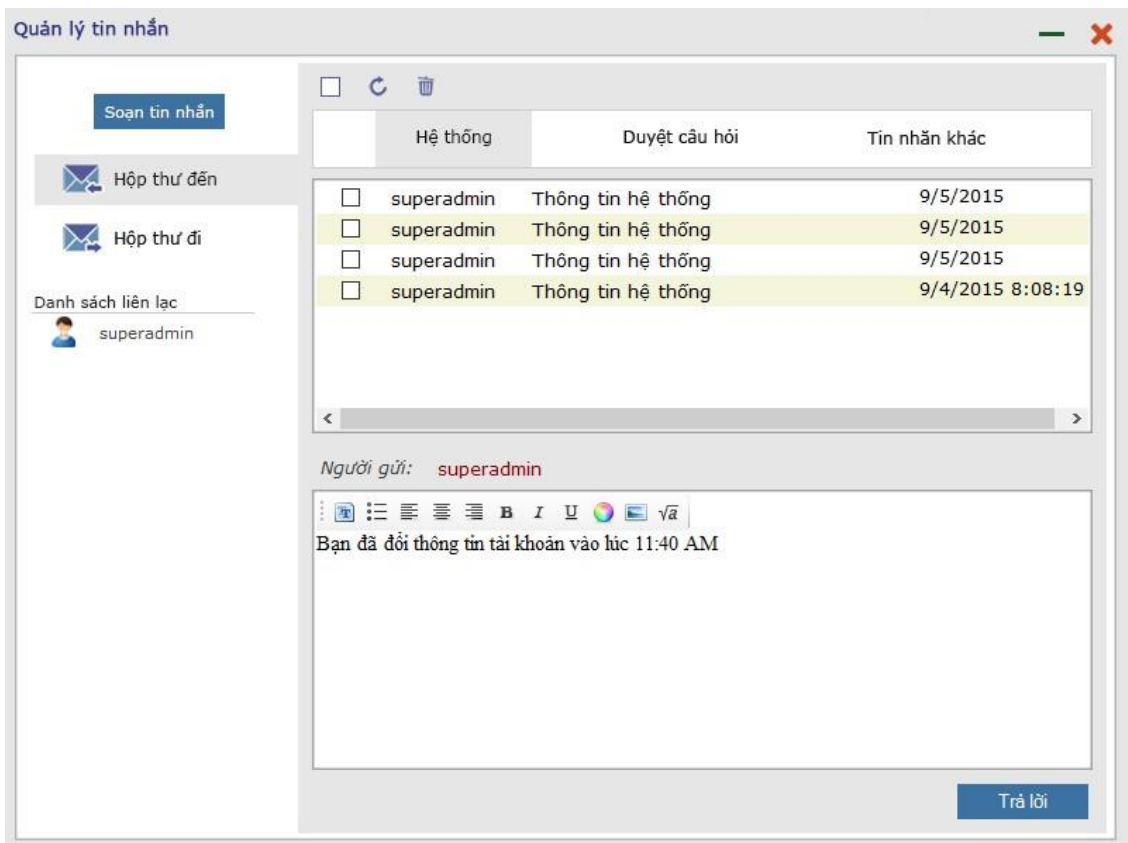 Quản lý tin nhắn
Soạn tin nhắn
Hộp thư đến
Hộp thư đi
Danh sách liên lạc
superadmin
Hệ thống Duyệt câu hỏi Tin nhăn khác
superadmin Thông tin hệ thống 9/5/2015
superadmin Thông tin hệ thống 9/5/2015
superadmin Thông tin hệ thống 9/5/2015
superadmin Thông tin hệ thống 9/4/2015 8:08:19
Người gửi: superadmin
B I U √a
Bạn đã đổi thông tin tài khoản vào lúc 11:40 AM
Trả lời